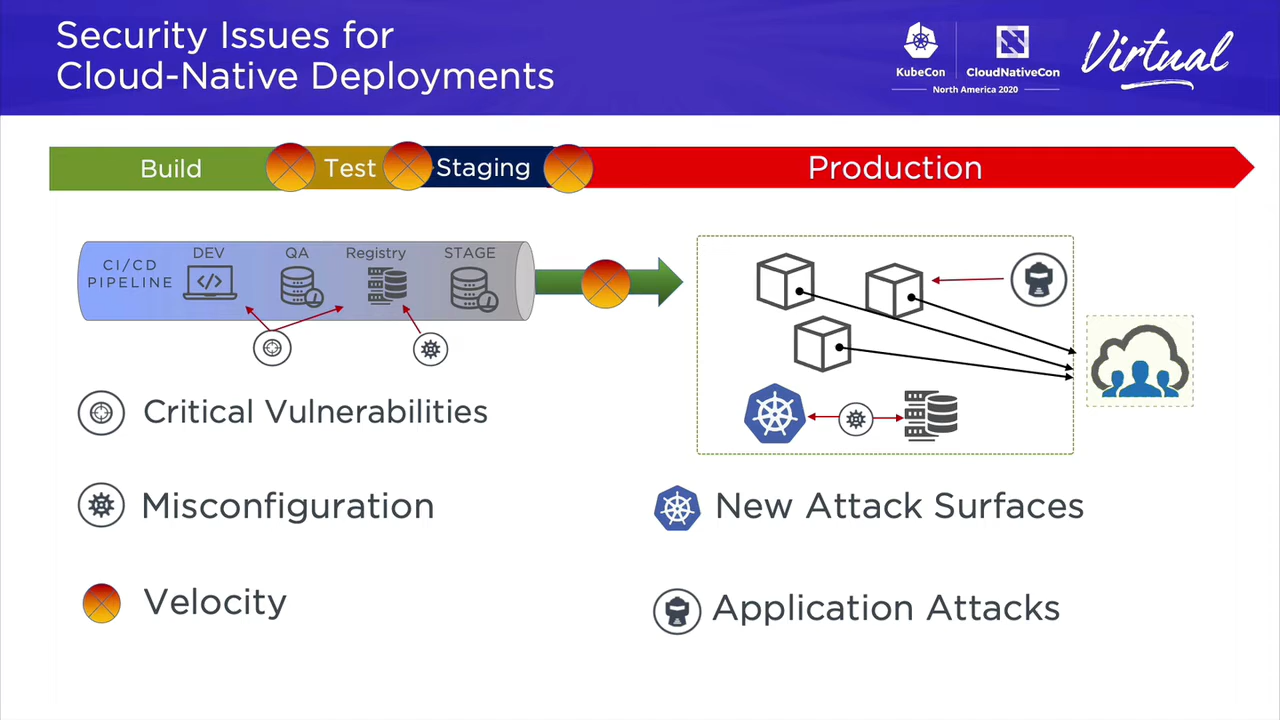 Security Issues for
Cloud-Native Deployments
KubeCon
CloudNativeCon
North America 2020
Virtual
Build
Test
Staging
Production
CI/CD
PIPELINE
DEV
QA
Registry
STAGE
Critical Vulnerabilities
Misconfiguration
Velocity
New Attack Surfaces
Application Attacks